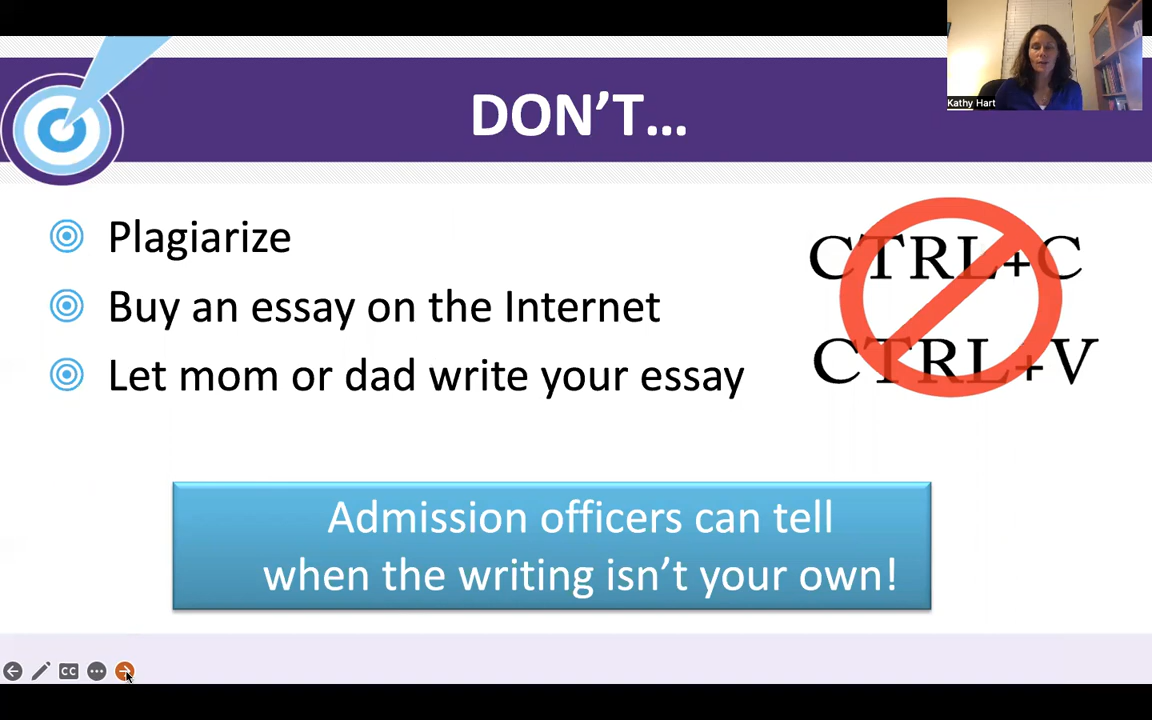 DON'T...
Kathy Hart
Plagiarize
Buy an essay on the Internet
Let mom or dad write your essay
CTRL+C
CTRL+V
Admission officers can tell
when the writing isn't your own!
CC